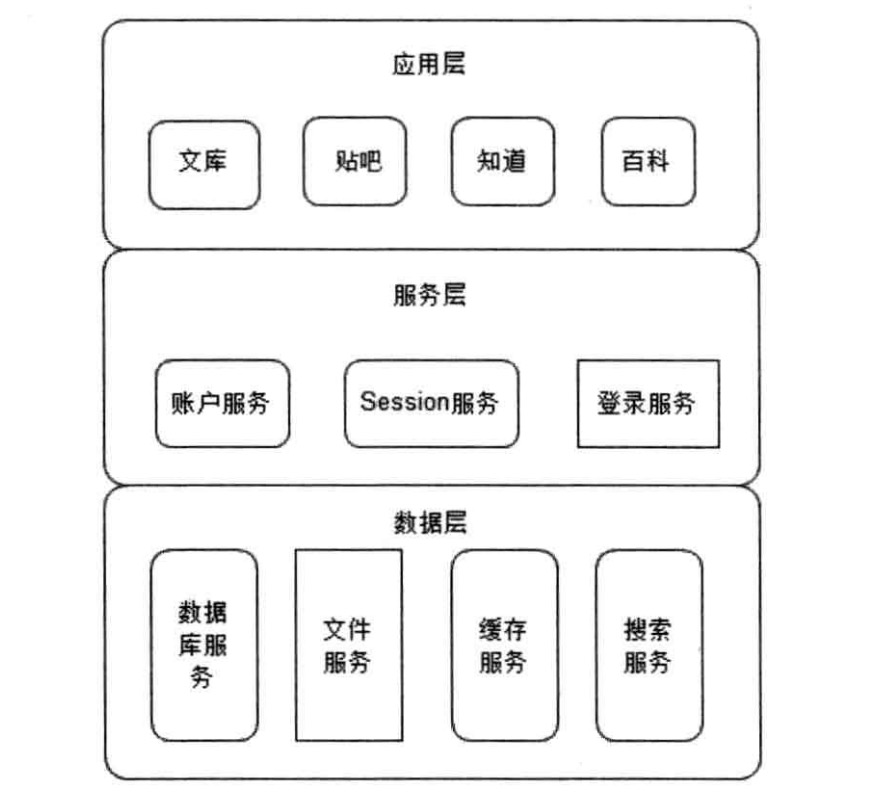 应用层
文库
贴吧
知道
百科
服务层
账户服务
Session服务
登录服务
数据层
数据
库服
务
文件
服务
缓存
服务
搜索
服务